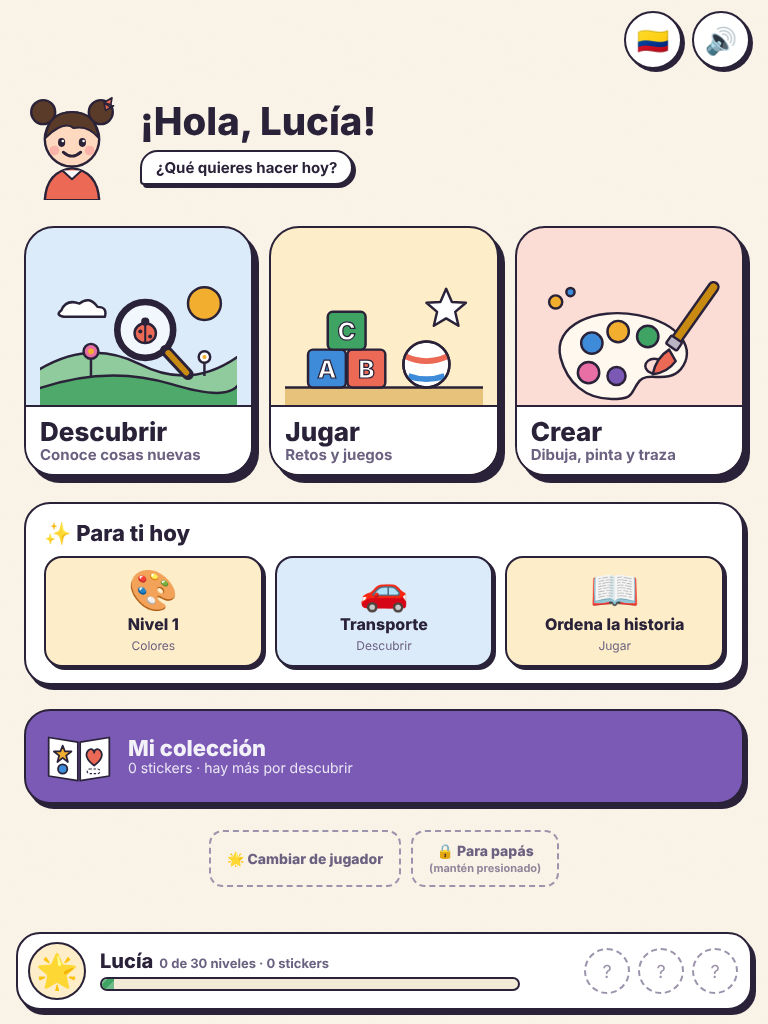 ¡Hola, Lucía!
¿Qué quieres hacer hoy?
C
A B
Descubrir
Conoce cosas nuevas
Jugar
Retos y juegos
Crear
Dibuja, pinta y traza
✨ Para ti hoy
Nivel 1
Colores
Transporte
Descubrir
Ordena la historia
Jugar
Mi colección
0 stickers · hay más por descubrir
🌟 Cambiar de jugador
🔒 Para papás
(mantén presionado)
Lucía 0 de 30 niveles · 0 stickers
? ? ?